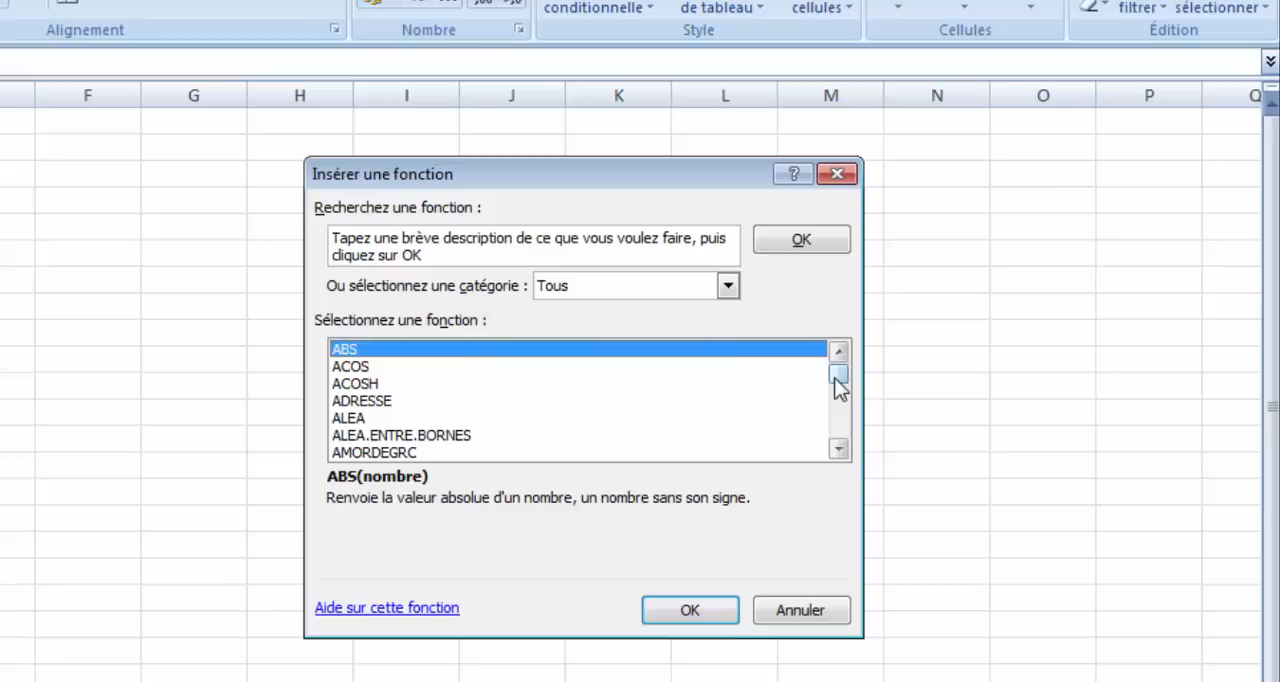 conditionnelle de tableau cellules filtrer sélectionner
Alignement Nombre Style Cellules Édition
F G H I J K L M N O P Q
Insérer une fonction ?
Recherchez une fonction :
Tapez une brève description de ce que vous voulez faire, puis
cliquez sur OK
OK
Ou sélectionnez une catégorie : Tous
Sélectionnez une fonction :
ABS
ACOS
ACOSH
ADRESSE
ALEA
ALEA.ENTRE.BORNES
AMORDEGRC
ABS(nombre)
Renvoie la valeur absolue d'un nombre, un nombre sans son signe.
Aide sur cette fonction OK Annuler